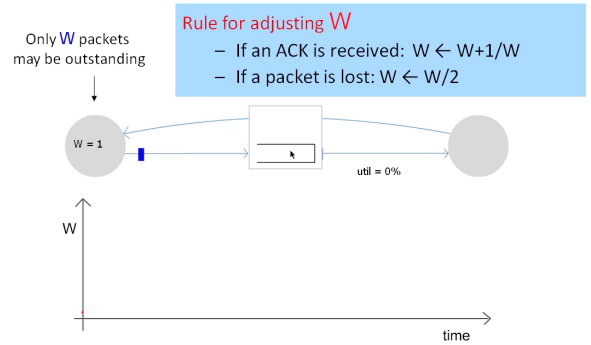 Rule for adjusting W
– If an ACK is received: W ← W+1/W
– If a packet is lost: W ← W/2
Only W packets
may be outstanding
W = 1
util = 0%
W
time